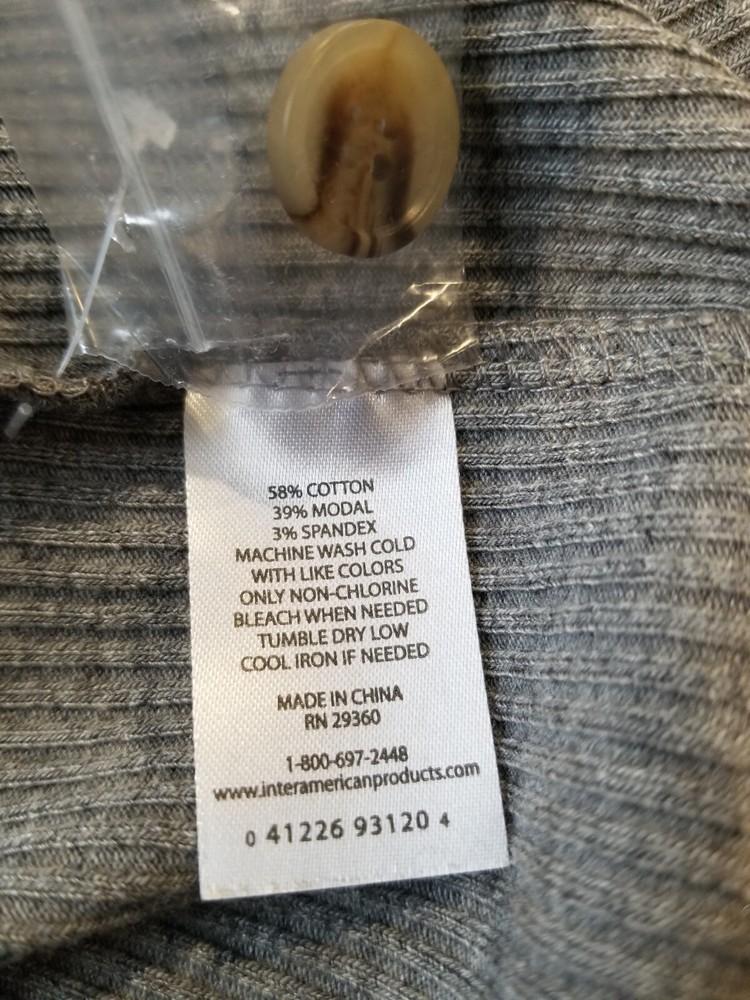 58% COTTON
39% MODAL
3% SPANDEX
MACHINE WASH COLD
WITH LIKE COLORS
ONLY NON-CHLORINE
BLEACH WHEN NEEDED
TUMBLE DRY LOW
COOL IRON IF NEEDED
MADE IN CHINA
RN 29360
1-800-697-2448
www.interamericanproducts.com
0 41226 93120 4